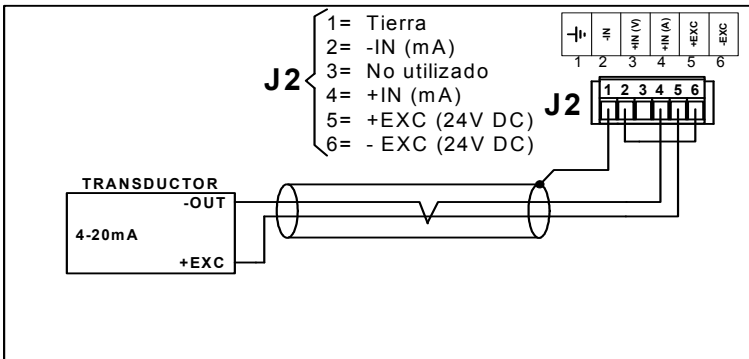 J2
1= Tierra
2= -IN (mA)
3= No utilizado
4= +IN (mA)
5= +EXC (24V DC)
6= - EXC (24V DC)
-IN
+IN (V)
+IN (A)
+EXC
-EXC
1 2 3 4 5 6
J2
1 2 3 4 5 6
TRANSDUCTOR
-OUT
4-20mA
+EXC